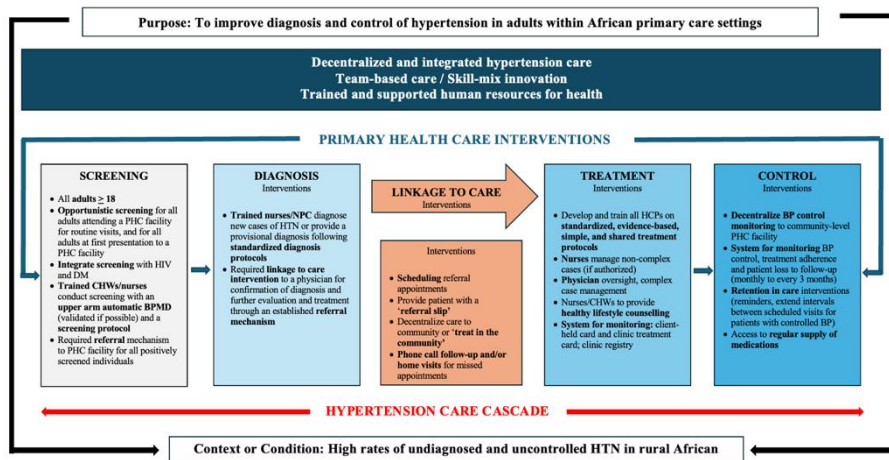 Purpose: To improve diagnosis and control of hypertension in adults within African primary care settings
Decentralized and integrated hypertension care
Team-based care / Skill-mix innovation
Trained and supported human resources for health
PRIMARY HEALTH CARE INTERVENTIONS
SCREENING
• All adults ≥ 18
• Opportunistic screening for all
adults attending a PHC facility
for routine visits, and for all
adults at first presentation to a
PHC facility
• Integrate screening with HIV
and DM
• Trained CHWs/nurses
conduct screening with an
upper arm automatic BPMD
(validated if possible) and a
screening protocol
• Required referral mechanism
to PHC facility for all positively
screened individuals
DIAGNOSIS
Interventions
• Trained nurses/NPC diagnose
new cases of HTN or provide a
provisional diagnosis following
standardized diagnosis
protocols
• Required linkage to care
intervention to a physician for
confirmation of diagnosis and
further evaluation and treatment
through an established referral
mechanism
LINKAGE TO CARE
Interventions
Interventions
• Scheduling referral
appointments
• Provide patient with a
‘referral slip’
• Decentralize care to
community or ‘treat in the
community’
• Phone call follow-up and/or
home visits for missed
appointments
TREATMENT
Interventions
• Develop and train all HCPs on
standardized, evidence-based,
simple, and shared treatment
protocols
• Nurses manage non-complex
cases (if authorized)
• Physician oversight, complex
case management
• Nurses/CHWs to provide
healthy lifestyle counselling
• System for monitoring: client-
held card and clinic treatment
card; clinic registry
CONTROL
Interventions
• Decentralize BP control
monitoring to community-level
PHC facility
• System for monitoring BP
control, treatment adherence
and patient loss to follow-up
(monthly to every 3 months)
• Retention in care interventions
(reminders, extend intervals
between scheduled visits for
patients with controlled BP)
• Access to regular supply of
medications
HYPERTENSION CARE CASCADE
Context or Condition: High rates of undiagnosed and uncontrolled HTN in rural African